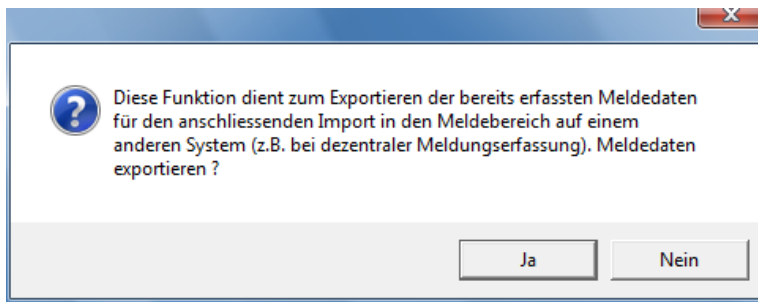 Diese Funktion dient zum Exportieren der bereits erfassten Meldedaten
für den anschliessenden Import in den Meldebereich auf einem
anderen System (z.B. bei dezentraler Meldungserfassung). Meldedaten
exportieren ?
Ja
Nein